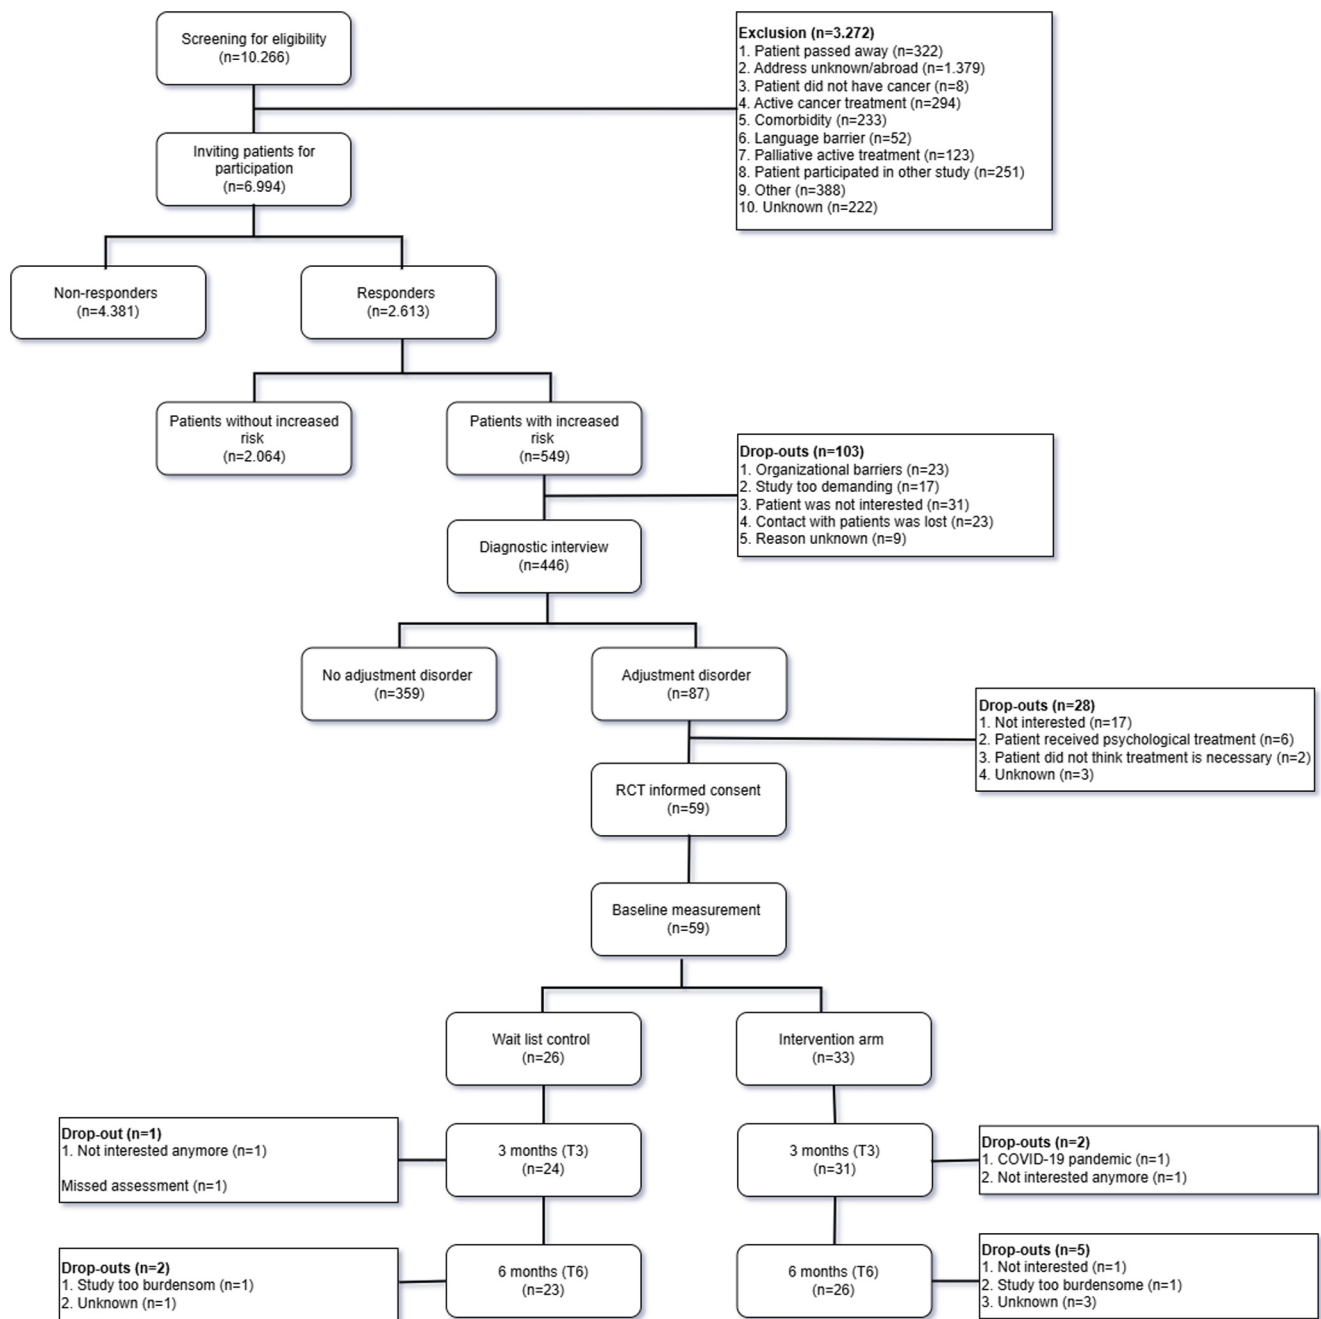 Screening for eligibility
(n=10.266)
Exclusion (n=3.272)
1. Patient passed away (n=322)
2. Address unknown/abroad (n=1.379)
3. Patient did not have cancer (n=8)
4. Active cancer treatment (n=294)
5. Comorbidity (n=233)
6. Language barrier (n=52)
7. Palliative active treatment (n=123)
8. Patient participated in other study (n=251)
9. Other (n=388)
10. Unknown (n=222)
Inviting patients for
participation
(n=6.994)
Non-responders
(n=4.381)
Responders
(n=2.613)
Patients without increased
risk
(n=2.064)
Patients with increased
risk
(n=549)
Drop-outs (n=103)
1. Organizational barriers (n=23)
2. Study too demanding (n=17)
3. Patient was not interested (n=31)
4. Contact with patients was lost (n=23)
5. Reason unknown (n=9)
Diagnostic interview
(n=446)
No adjustment disorder
(n=359)
Adjustment disorder
(n=87)
Drop-outs (n=28)
1. Not interested (n=17)
2. Patient received psychological treatment (n=6)
3. Patient did not think treatment is necessary (n=2)
4. Unknown (n=3)
RCT informed consent
(n=59)
Baseline measurement
(n=59)
Wait list control
(n=26)
Intervention arm
(n=33)
Drop-out (n=1)
1. Not interested anymore (n=1)
Missed assessment (n=1)
3 months (T3)
(n=24)
3 months (T3)
(n=31)
Drop-outs (n=2)
1. COVID-19 pandemic (n=1)
2. Not interested anymore (n=1)
Drop-outs (n=2)
1. Study too burdensom (n=1)
2. Unknown (n=1)
6 months (T6)
(n=23)
6 months (T6)
(n=26)
Drop-outs (n=5)
1. Not interested (n=1)
2. Study too burdensome (n=1)
3. Unknown (n=3)